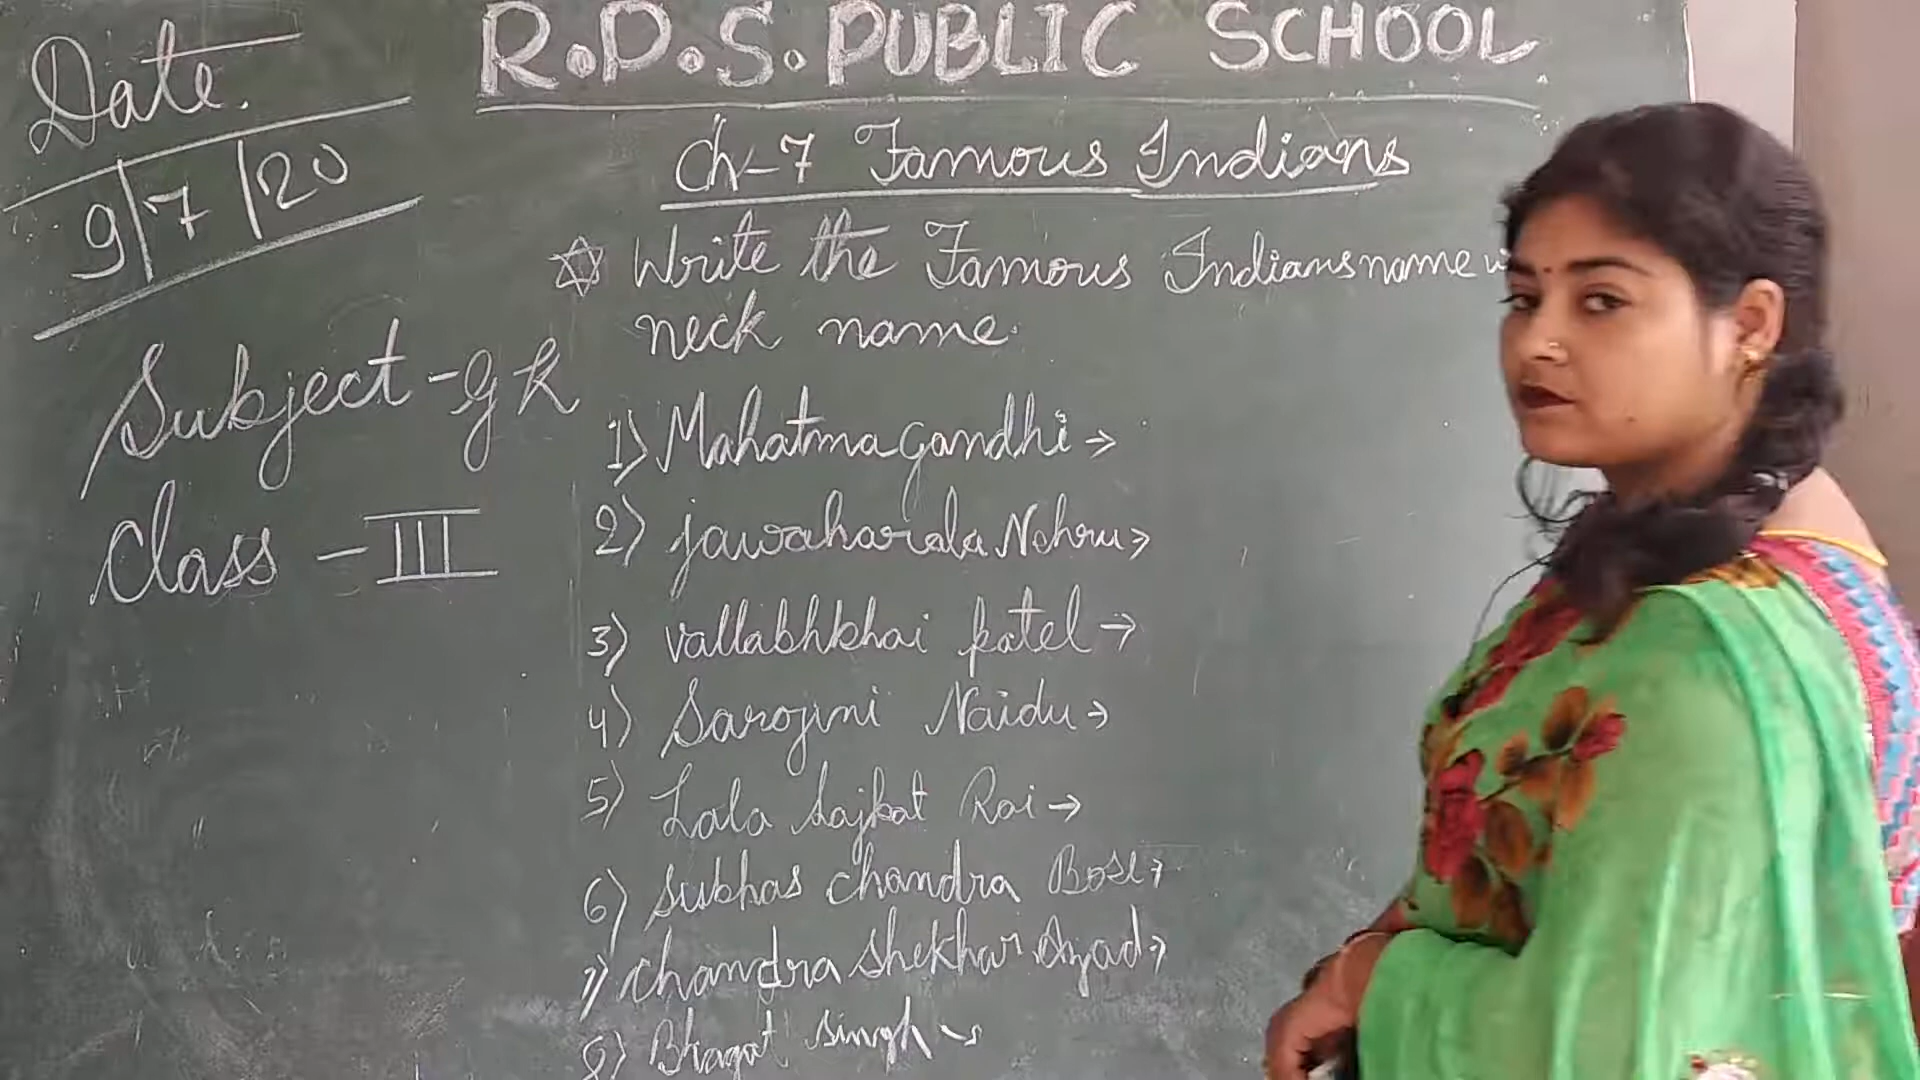 R.D.S. PUBLIC SCHOOL
Date.
9/7/20
Ch-7 Famous Indians
Write the Famous Indians name
neck name.
Subject - g k
Class - III
1) Mahatma gandhi →
2) jawaharlala Nehru →
3) vallabhbhai patel →
4) Sarojini Naidu →
5) Lala Lajpat Rai →
6) Subhas chandra Bose →
7) chandra shekhar Azad →
8) Bhagat singh →